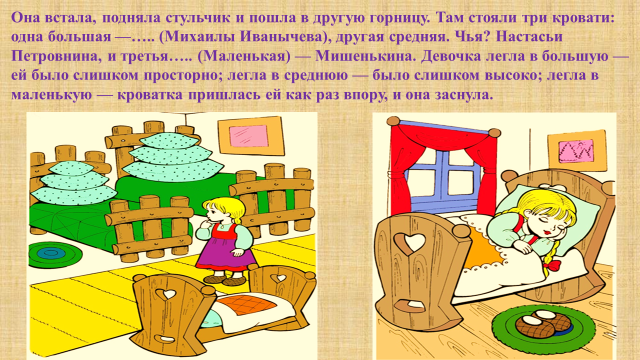 Она встала, подняла стульчик и пошла в другую горницу. Там стояли три кровати:
одна большая —….. (Михаилы Иванычева), другая средняя. Чья? Настасьи
Петровнина, и третья….. (Маленькая) — Мишенькина. Девочка легла в большую —
ей было слишком просторно; легла в среднюю — было слишком высоко; легла в
маленькую — кроватка пришлась ей как раз впору, и она заснула.